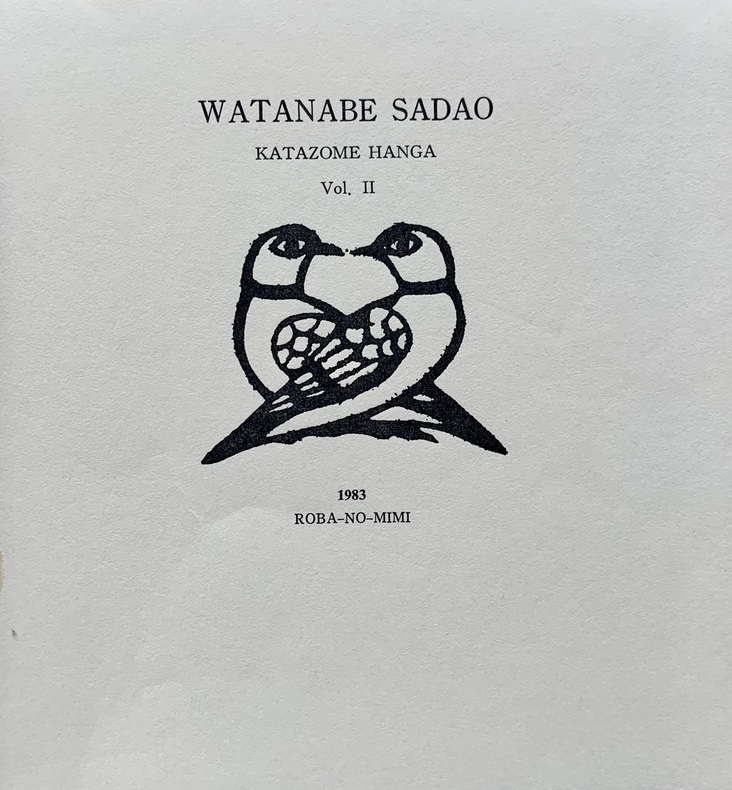 WATANABE SADAO
KATAZOME HANGA
Vol. II
1983
ROBA–NO–MIMI